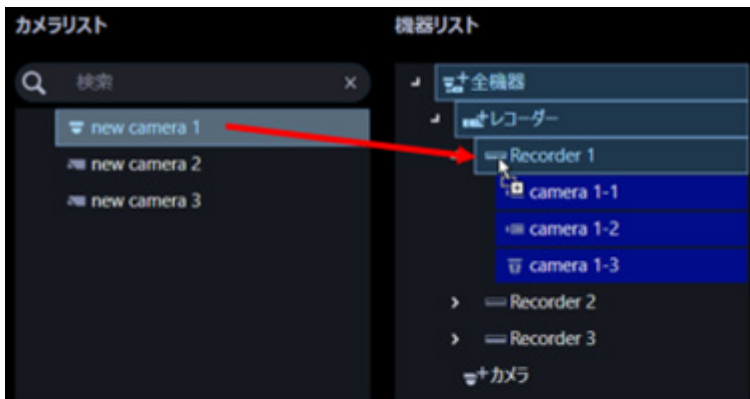 カメラリスト
検索
new camera 1
new camera 2
new camera 3
機器リスト
全機器
レコーダー
Recorder 1
camera 1-1
camera 1-2
camera 1-3
Recorder 2
Recorder 3
カメラ